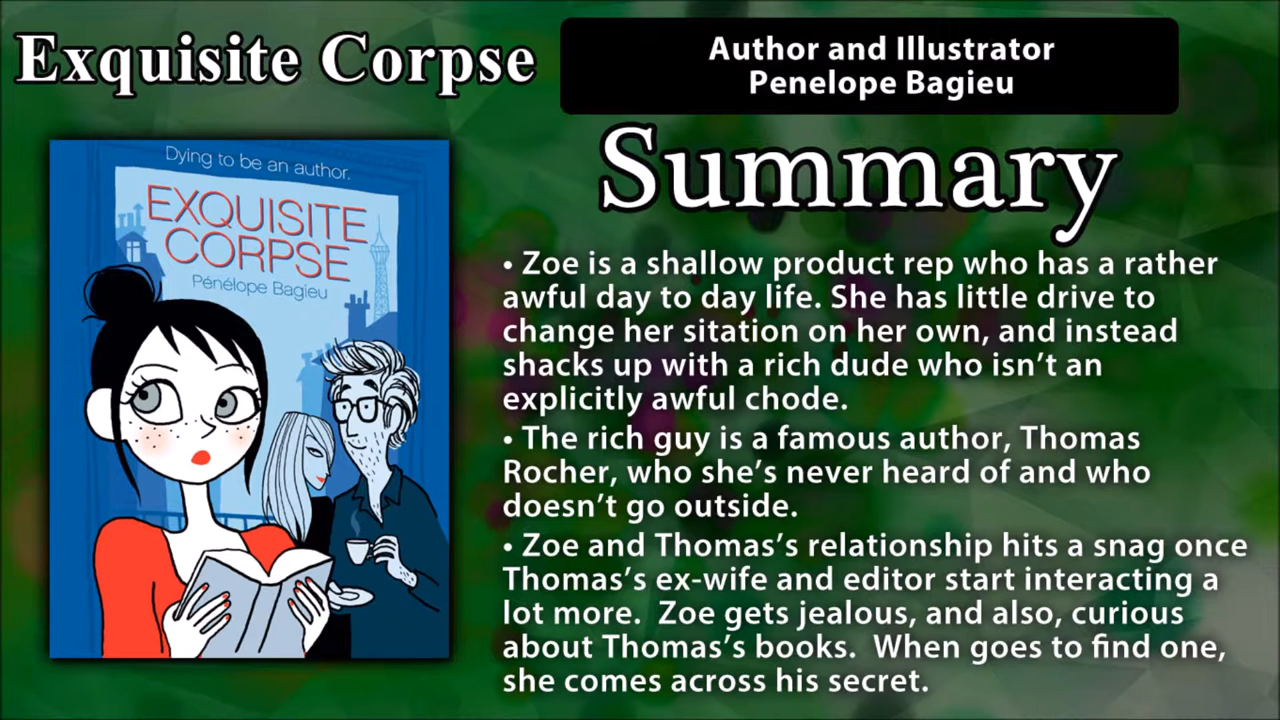 Exquisite Corpse
Author and Illustrator
Penelope Bagieu
Dying to be an author.
EXQUISITE
CORPSE
Pénélope Bagieu
Summary
• Zoe is a shallow product rep who has a rather
awful day to day life. She has little drive to
change her sitation on her own, and instead
shacks up with a rich dude who isn’t an
explicitly awful chode.
• The rich guy is a famous author, Thomas
Rocher, who she’s never heard of and who
doesn’t go outside.
• Zoe and Thomas’s relationship hits a snag once
Thomas’s ex-wife and editor start interacting a
lot more.  Zoe gets jealous, and also, curious
about Thomas’s books.  When goes to find one,
she comes across his secret.